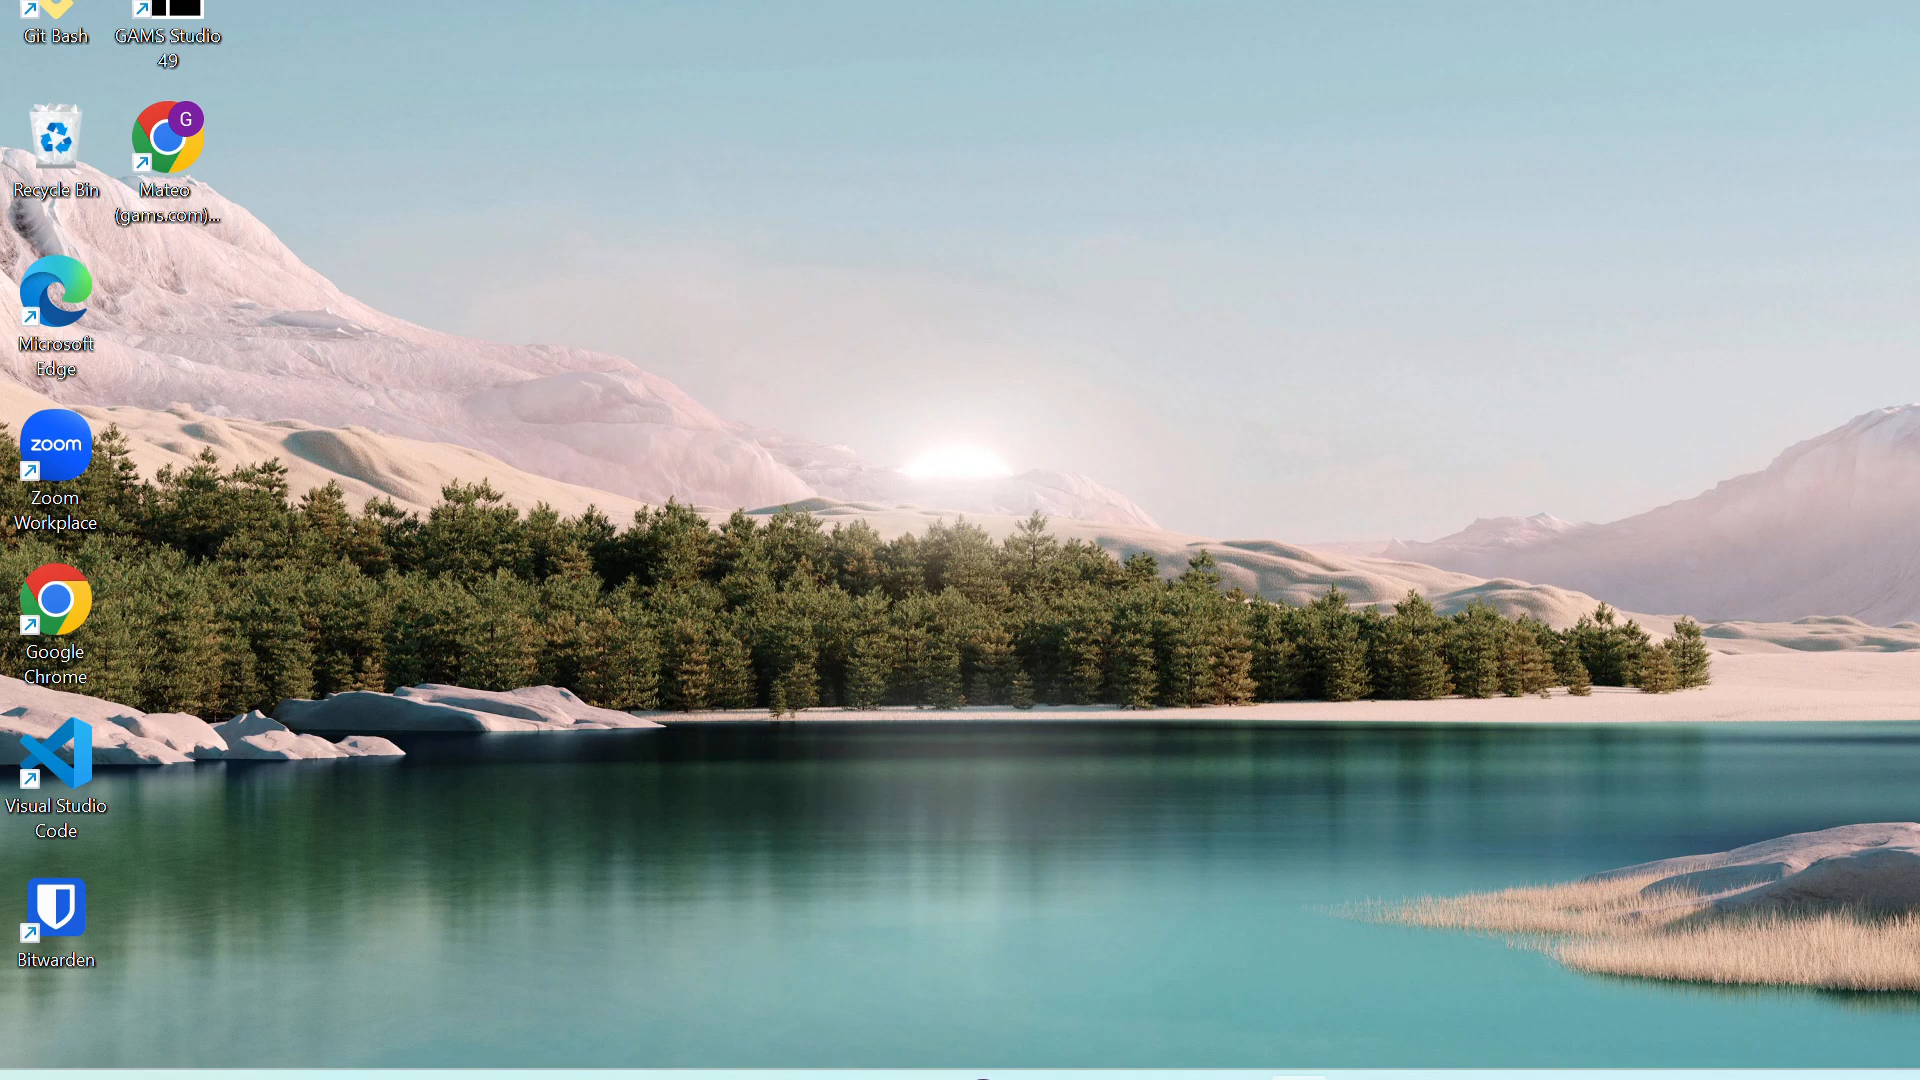 Git Bash
GAMS Studio
49
Recycle Bin
G
Mateo
(gams.com)...
Microsoft
Edge
zoom
Zoom
Workplace
Google
Chrome
Visual Studio
Code
Bitwarden